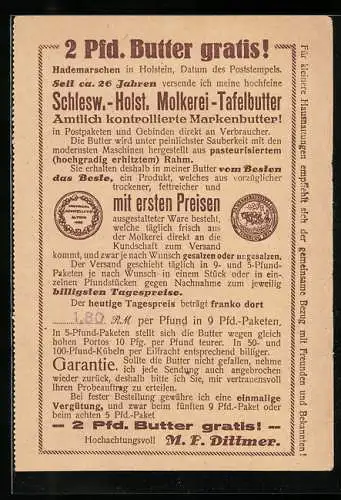 2 Pfd. Butter gratis!
Hademarschen in Holstein, Datum des Poststempels.
Seit ca. 26 Jahren versende ich meine hochfeine
Schlesw.-Holst. Molkerei-Tafelbutter
Amtlich kontrollierte Markenbutter!
in Postpaketen und Gebinden direkt an Verbraucher.
Die Butter wird unter peinlichster Sauberkeit mit den
modernsten Maschinen hergestellt aus pasteurisiertem
(hochgradig erhitztem) Rahm.
Sie erhalten deshalb in meiner Butter vom Besten
das Beste, ein Produkt, welches aus vorzüglicher
trockener, fettreicher und
mit ersten Preisen
ausgestalteter Ware besteht,
welche täglich frisch aus
der Molkerei direkt an die
Kundschaft zum Versand
kommt, und zwar je nach Wunsch gesalzen oder ungesalzen.
Der Versand geschieht täglich in 9- und 5-Pfund-
Paketen je nach Wunsch in einem Stück oder in ein-
zelnen Pfundstücken gegen Nachnahme zum jeweilig
billigsten Tagespreise.
Der heutige Tagespreis beträgt franko dort
1.80 RM per Pfund in 9 Pfd.-Paketen,
In 5-Pfund-Paketen stellt sich die Butter wegen gleich
hohen Portos 10 Pfg. per Pfund teurer. In 50- und
100-Pfund-Kübeln per Eilfracht entsprechend billiger.
Garantie. Sollte die Butter nicht gefallen, nehme
ich jede Sendung auch angebrochen
wieder zurück, deshalb bitte ich Sie, mir vertrauensvoll
Ihren Probeauftrag zu erteilen.
Bei fester Bestellung gewähre ich eine einmalige
Vergütung, und zwar beim fünften 9 Pfd.-Paket oder
beim achten 5 Pfd.-Paket
— 2 Pfd. Butter gratis! —
Hochachtungsvoll M. F. Dittmer.
Für kleinere Haushaltungen empfiehlt sich der gemeinsame Bezug mit Freunden und Bekannten!